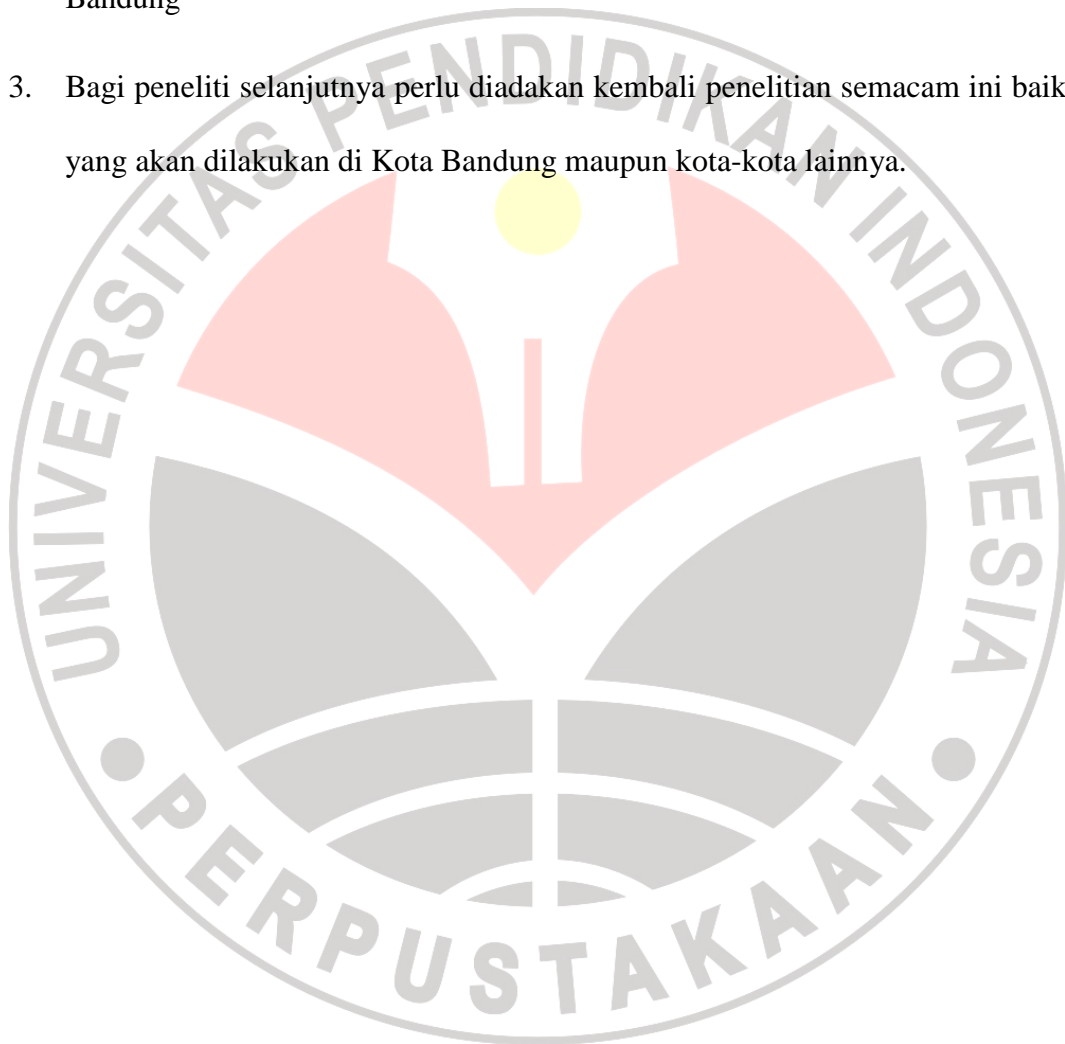 Bandung
3. Bagi peneliti selanjutnya perlu diadakan kembali penelitian semacam ini baik
yang akan dilakukan di Kota Bandung maupun kota-kota lainnya.
UNIVERSITAS PENDIDIKAN INDONESIA
PERPUSTAKAAN